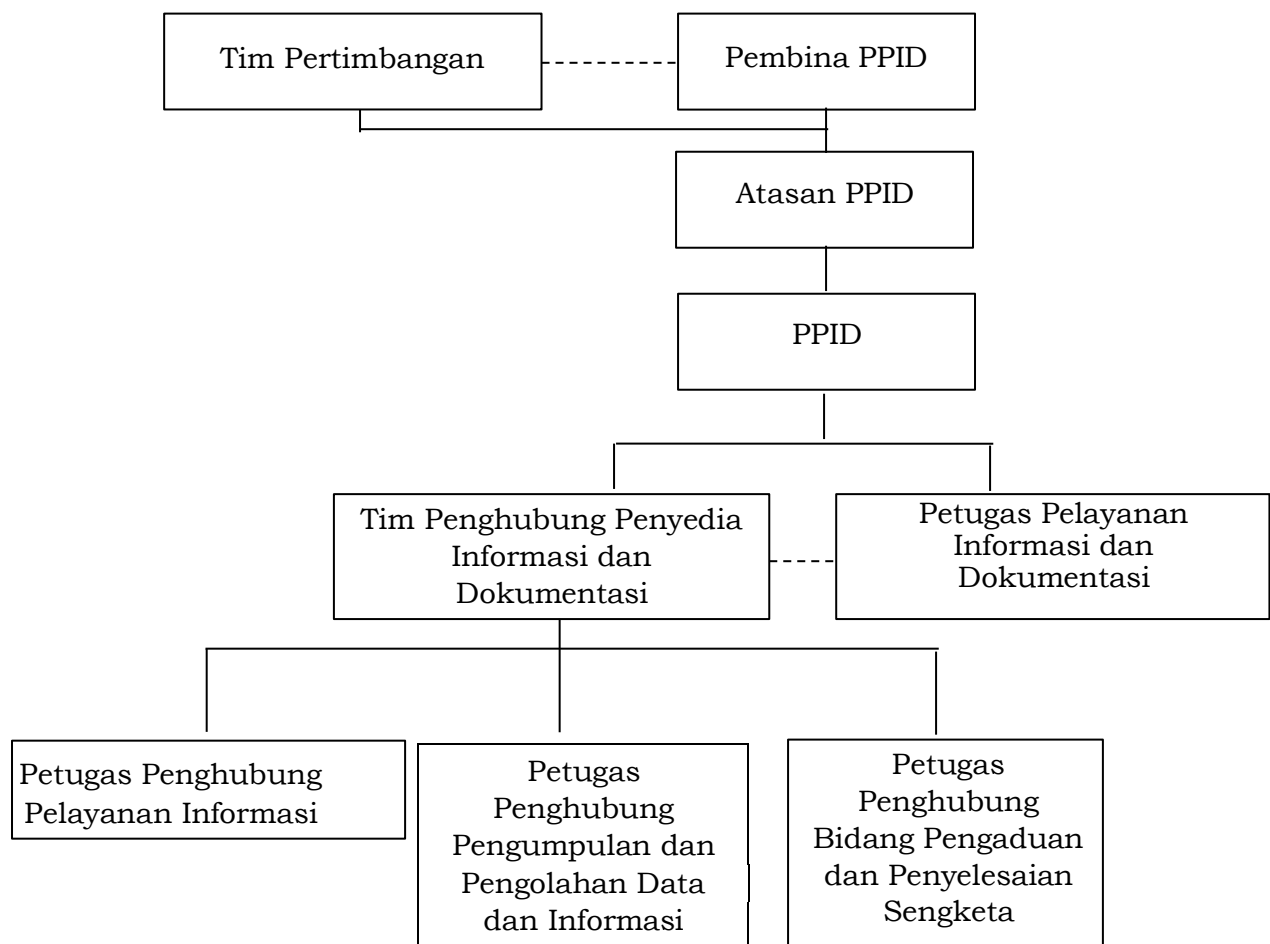 Tim Pertimbangan
Pembina PPID
Atasan PPID
PPID
Tim Penghubung Penyedia
Informasi dan
Dokumentasi
Petugas Pelayanan
Informasi dan
Dokumentasi
Petugas Penghubung
Pelayanan Informasi
Petugas
Penghubung
Pengumpulan dan
Pengolahan Data
dan Informasi
Petugas
Penghubung
Bidang Pengaduan
dan Penyelesaian
Sengketa